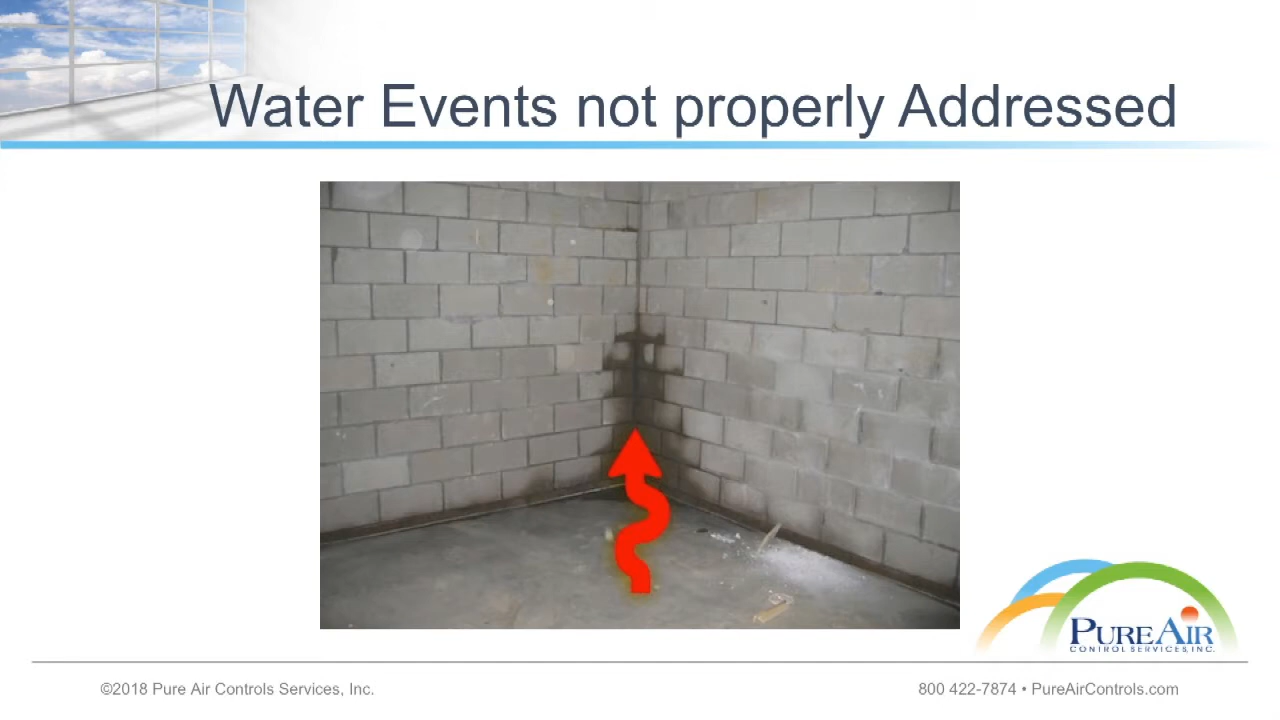 Water Events not properly Addressed
PUREAIR
CONTROL SERVICES, INC.
©2018 Pure Air Controls Services, Inc.
800 422-7874 • PureAirControls.com